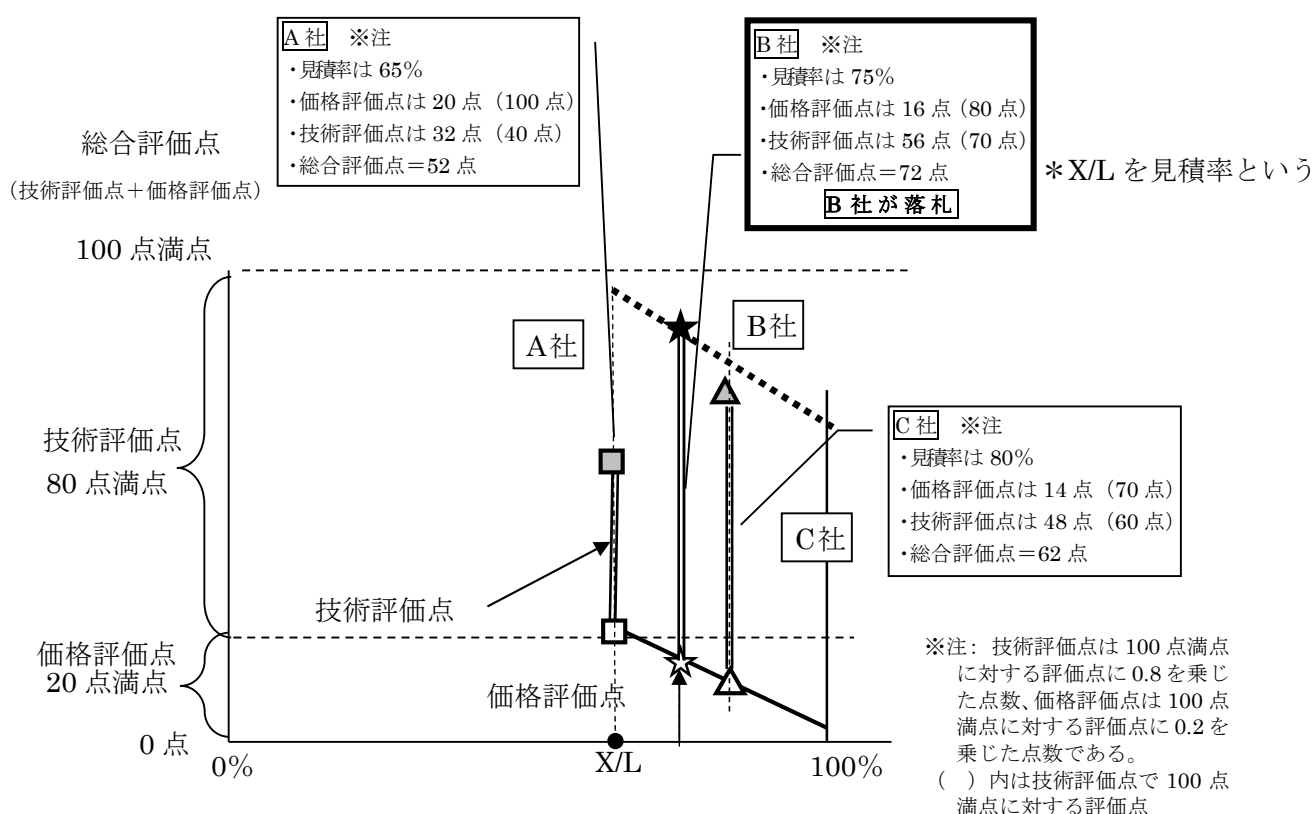 A社 ※注
・見積率は 65%
・価格評価点は 20 点（100 点）
・技術評価点は 32 点（40 点）
・総合評価点＝52 点
B社 ※注
・見積率は 75%
・価格評価点は 16 点（80 点）
・技術評価点は 56 点（70 点）
・総合評価点＝72 点
B 社が落札
＊X/L を見積率という
総合評価点
（技術評価点＋価格評価点）
100 点満点
A社
B社
C社 ※注
・見積率は 80%
・価格評価点は 14 点（70 点）
・技術評価点は 48 点（60 点）
・総合評価点＝62 点
技術評価点
80 点満点
C社
技術評価点
価格評価点
20 点満点
価格評価点
0 点
0%
X/L
100%
※注： 技術評価点は 100 点満点
に対する評価点に 0.8 を乗じ
た点数、価格評価点は 100 点
満点に対する評価点に 0.2 を
乗じた点数である。
（ ）内は技術評価点で 100 点
満点に対する評価点